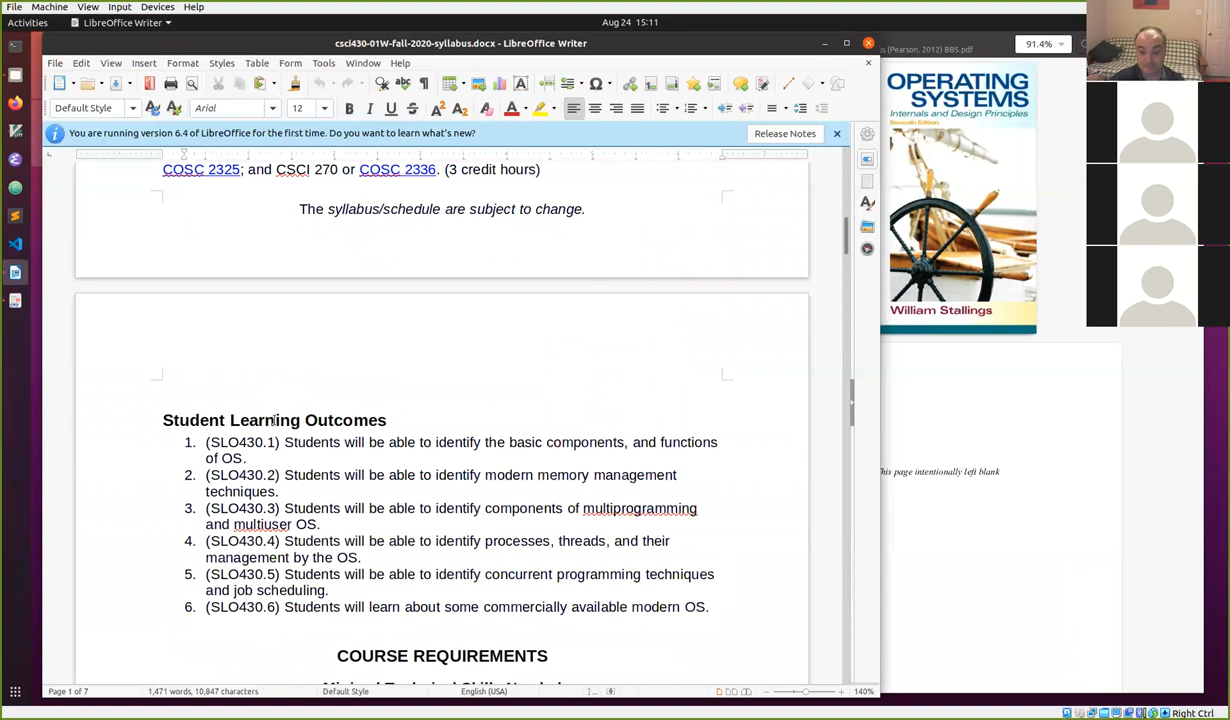 File Machine View Input Devices Help
Activities LibreOffice Writer Aug 24 15:11
csci430-01W-fall-2020-syllabus.docx - LibreOffice Writer
(Pearson, 2012) BBS.pdf 91.4%
File Edit View Insert Format Styles Table Form Tools Window Help
Default Style Arial 12
You are running version 6.4 of LibreOffice for the first time. Do you want to learn what's new? Release Notes
COSC 2325; and CSCI 270 or COSC 2336. (3 credit hours)
The syllabus/schedule are subject to change.
Student Learning Outcomes
1. (SLO430.1) Students will be able to identify the basic components, and functions
of OS.
2. (SLO430.2) Students will be able to identify modern memory management
techniques.
3. (SLO430.3) Students will be able to identify components of multiprogramming
and multiuser OS.
4. (SLO430.4) Students will be able to identify processes, threads, and their
management by the OS.
5. (SLO430.5) Students will be able to identify concurrent programming techniques
and job scheduling.
6. (SLO430.6) Students will learn about some commercially available modern OS.
COURSE REQUIREMENTS
Page 1 of 7 1,471 words, 10,847 characters Default Style English (USA) 140%
OPERATING
SYSTEMS
Internals and Design Principles
Seventh Edition
William Stallings
This page intentionally left blank
Right Ctrl